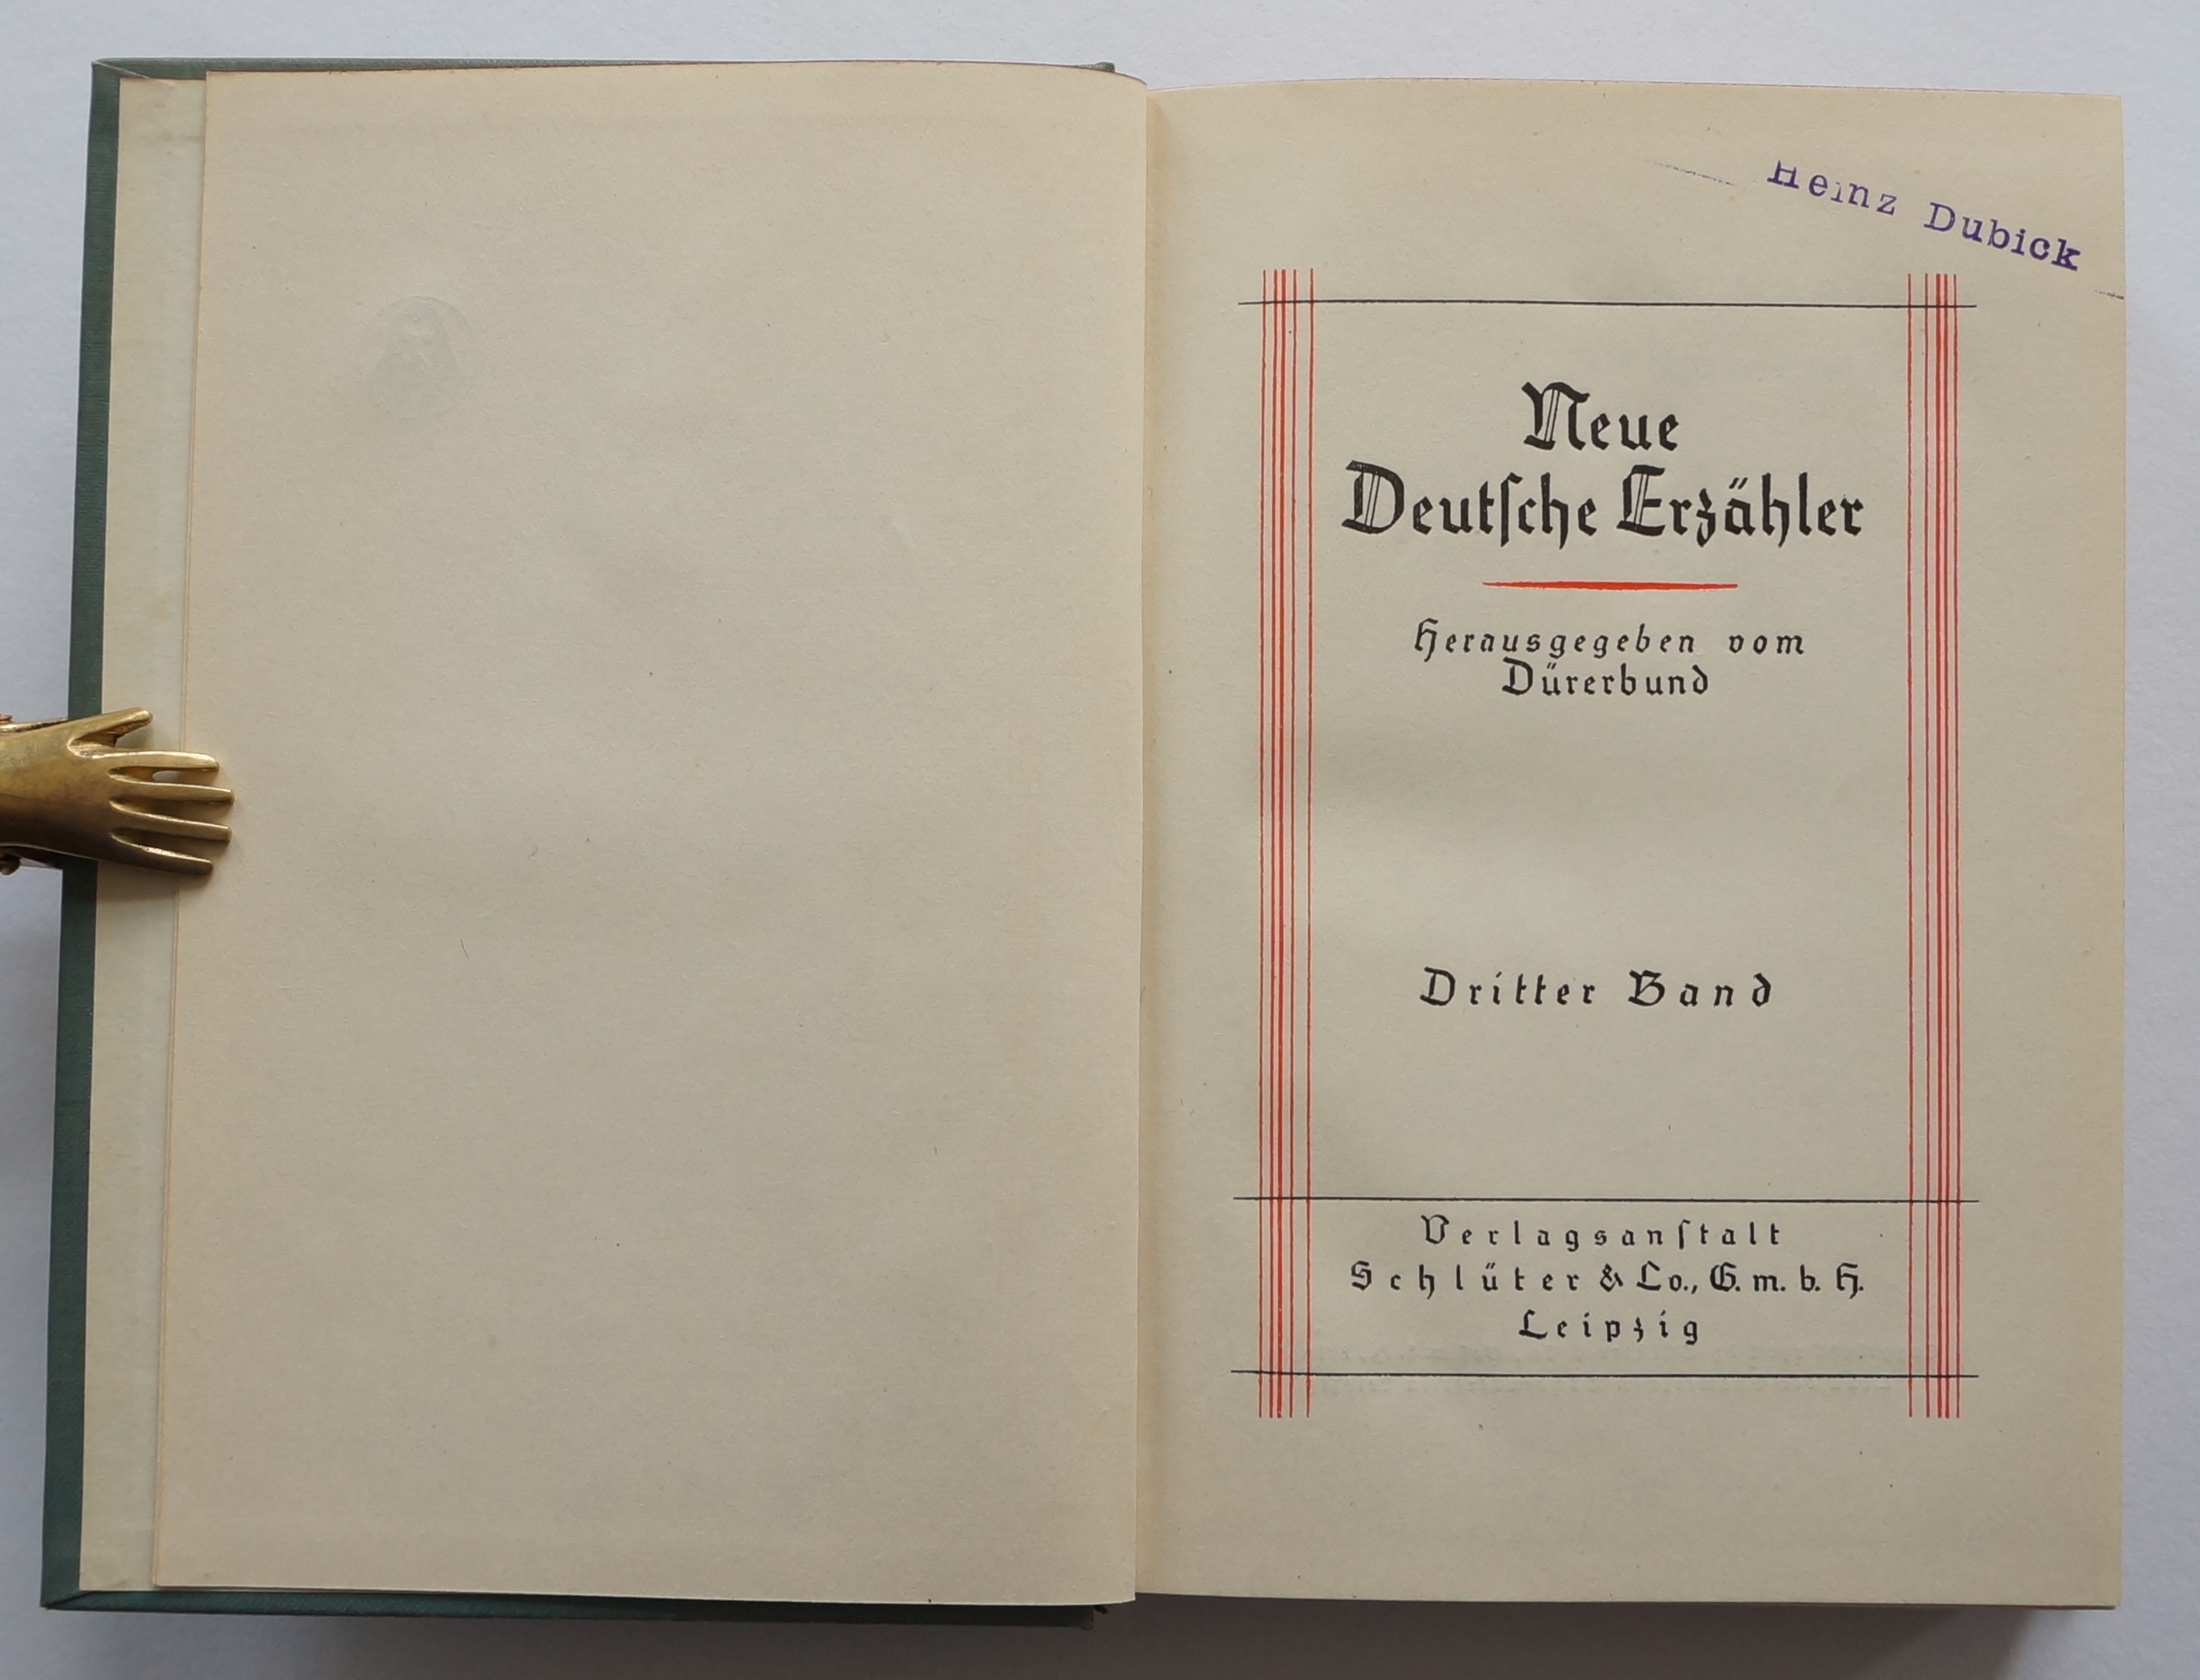 Heinz Dubick
Neue
Deutſche Erzähler
Herausgegeben vom
Dürerbund
Dritter Band
Verlagsanſtalt
Schlüter & Co., G. m. b. H.
Leipzig